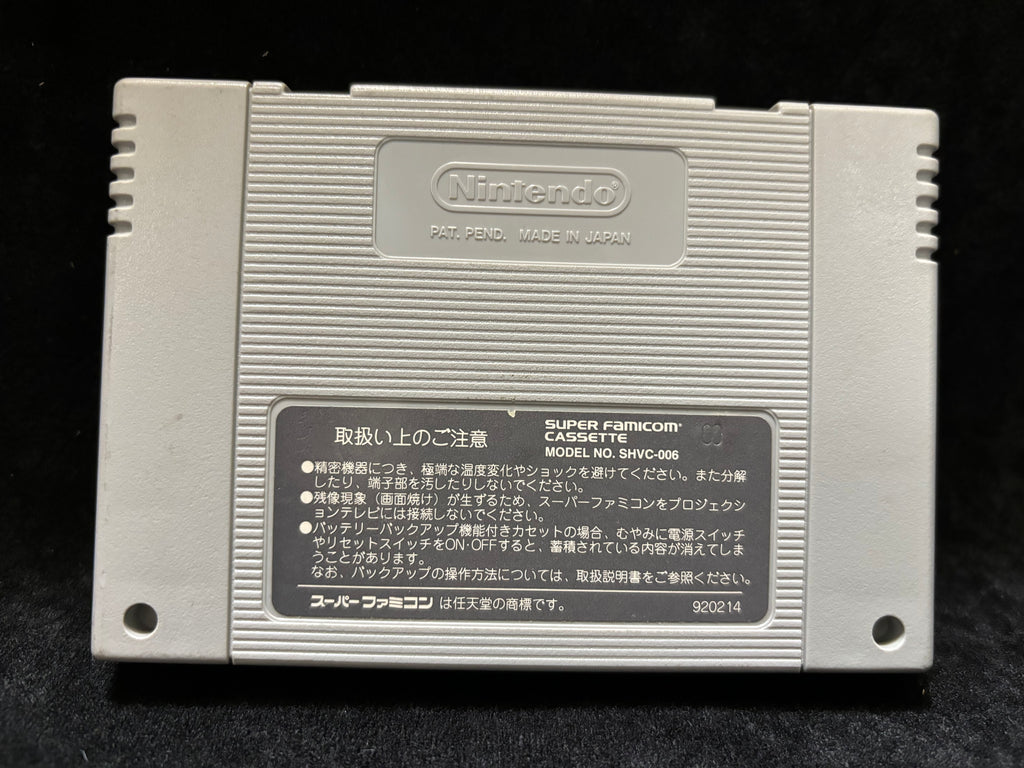 Nintendo®
PAT. PEND. MADE IN JAPAN
取扱い上のご注意
SUPER FAMICOM®
CASSETTE
MODEL NO. SHVC-006
●精密機器につき、極端な湿度変化やショックを避けてください。また分解
したり、端子部を汚したりしないでください。
●残像現象（画面焼け）が生ずるため、スーパーファミコンをプロジェクシ
ョンテレビには接続しないでください。
●バッテリーバックアップ機能付きカセットの場合、むやみに電源スイッチ
やリセットスイッチをON･OFFすると、蓄積されている内容が消えてしま
うことがあります。
なお、バックアップの操作方法については、取扱説明書をご参照ください。
スーパーファミコン は任天堂の商標です。
920214